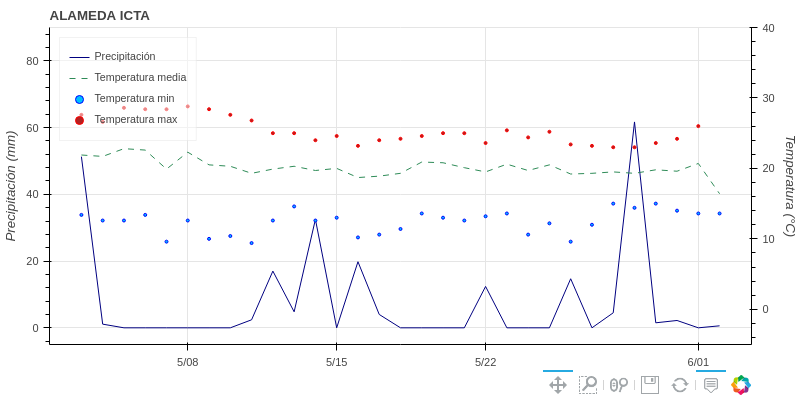 ALAMEDA ICTA
Precipitación
Temperatura media
Temperatura min
Temperatura max
Precipitación (mm)
80
60
40
20
0
Temperatura (°C)
40
30
20
10
0
5/08
5/15
5/22
6/01